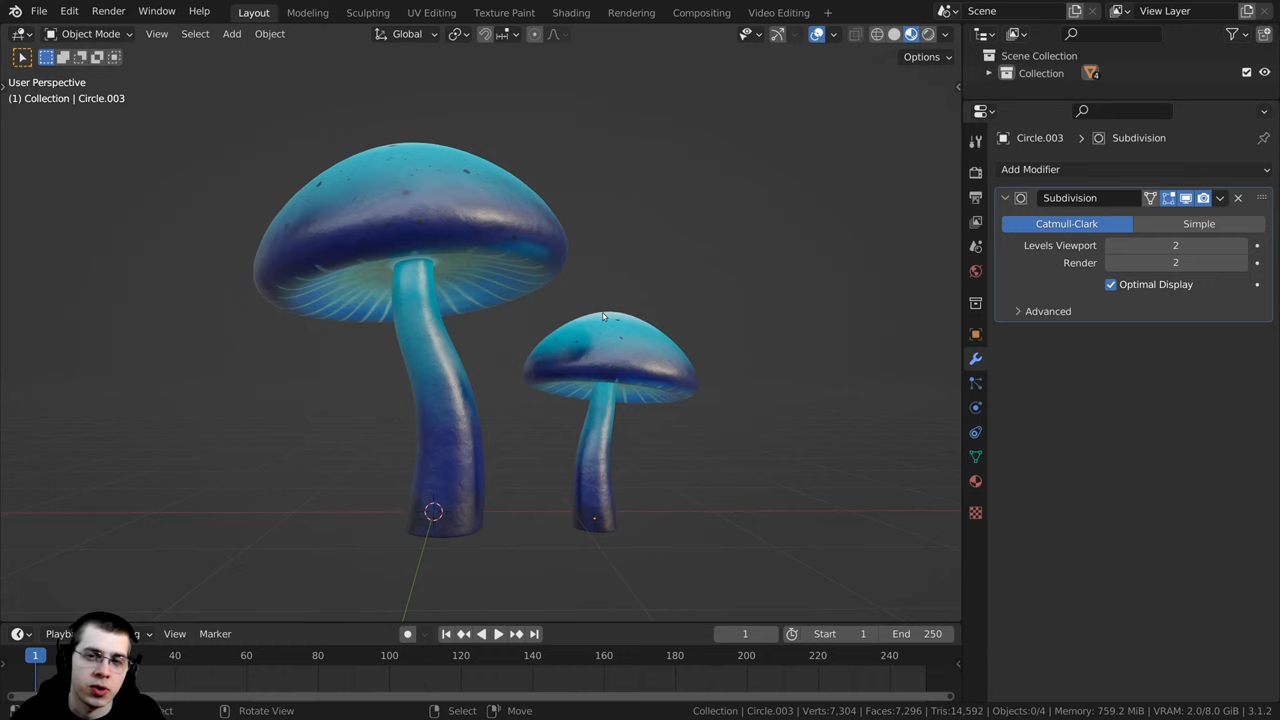 File Edit Render Window Help Layout Modeling Sculpting UV Editing Texture Paint Shading Rendering Compositing Video Editing + Scene View Layer
Object Mode View Select Add Object Global
Options
User Perspective
(1) Collection | Circle.003
Scene Collection
Collection 4
Circle.003 > Subdivision
Add Modifier
Subdivision
Catmull-Clark Simple
Levels Viewport 2
Render 2
Optimal Display
Advanced
View Marker 1 Start 1 End 250
1 40 60 80 100 120 140 160 180 200 220 240
Rotate View Select Move Collection | Circle.003 | Verts:7,304 | Faces:7,296 | Tris:14,592 | Objects:0/4 | Memory: 759.2 MiB | VRAM: 2.0/8.0 GiB | 3.1.2